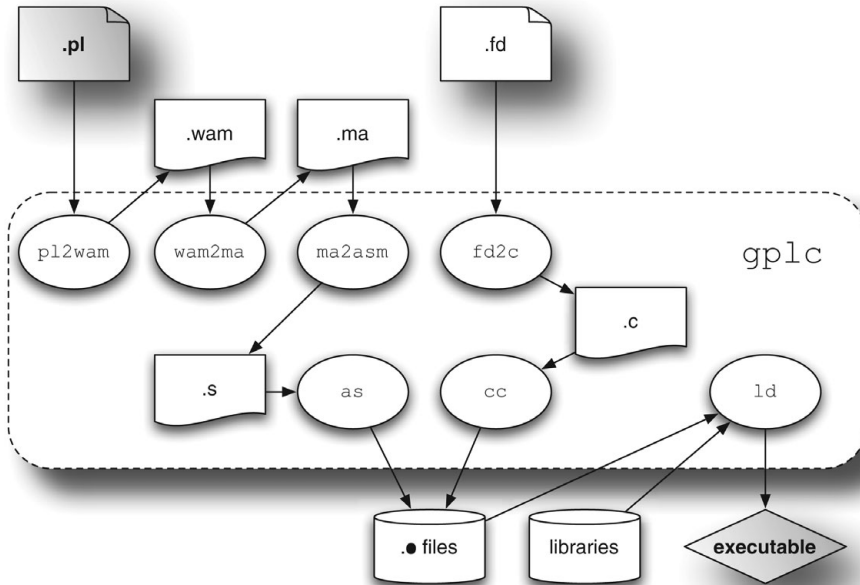 .pl
.fd
.wam
.ma
pl2wam
wam2ma
ma2asm
fd2c
gplc
.c
.s
as
cc
ld
.o files
libraries
executable